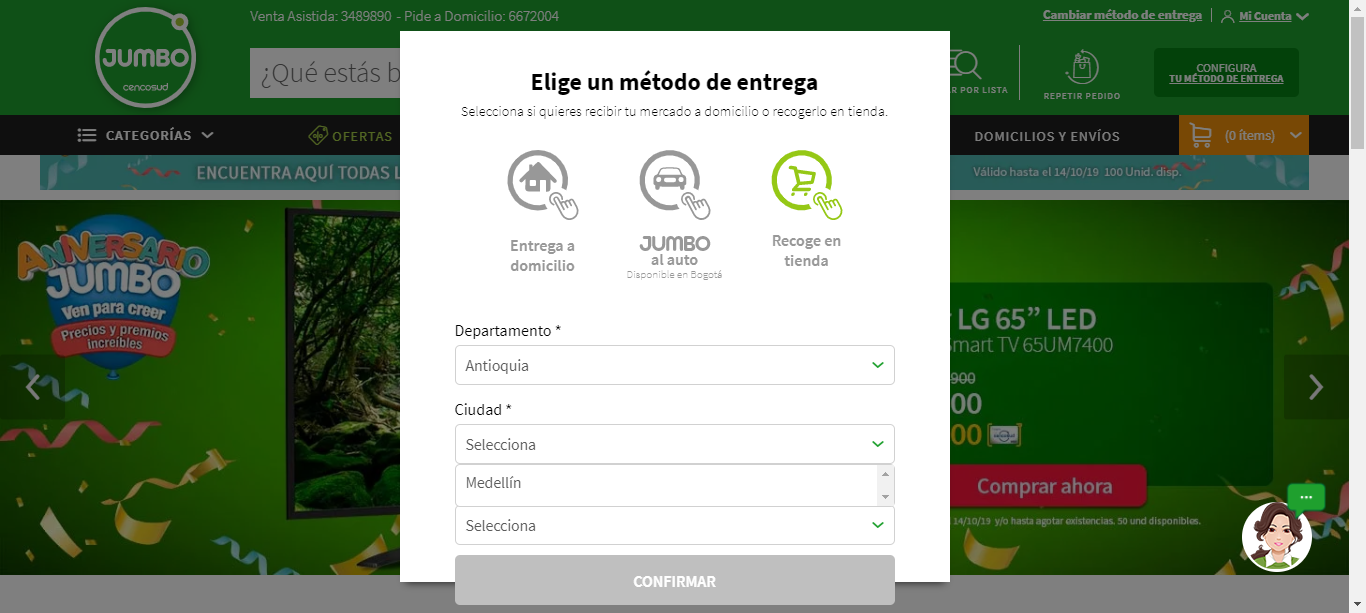 Venta Asistida: 3489890 - Pide a Domicilio: 6672004
Cambiar método de entrega
Mi Cuenta
JUMBO
cencosud
¿Qué estás b
R POR LISTA
REPETIR PEDIDO
CONFIGURA
TU MÉTODO DE ENTREGA
CATEGORÍAS
OFERTAS
DOMICILIOS Y ENVÍOS
(0 ítems)
ENCUENTRA AQUÍ TODAS L
Válido hasta el 14/10/19 100 Unid. disp.
Elige un método de entrega
Selecciona si quieres recibir tu mercado a domicilio o recogerlo en tienda.
Entrega a
domicilio
JUMBO
al auto
Disponible en Bogotá
Recoge en
tienda
Departamento *
Antioquia
Ciudad *
Selecciona
Medellín
Selecciona
CONFIRMAR
ANIVERSARIO
JUMBO
Ven para creer
Precios y premios
increíbles
LG 65” LED
Smart TV 65UM7400
900
00
00
Comprar ahora
14/10/19 y/o hasta agotar existencias. 50 und disponibles.